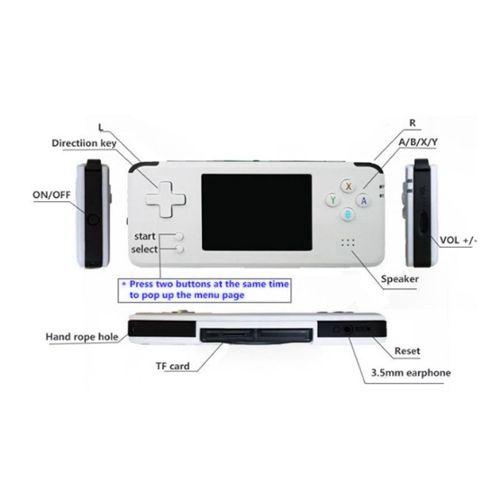 L
R
Directiion key
A/B/X/Y
ON/OFF
X
Y
A
start
select
VOL +/-
* Press two buttons at the same time
to pop up the menu page
Speaker
Hand rope hole
TF card
Reset
3.5mm earphone